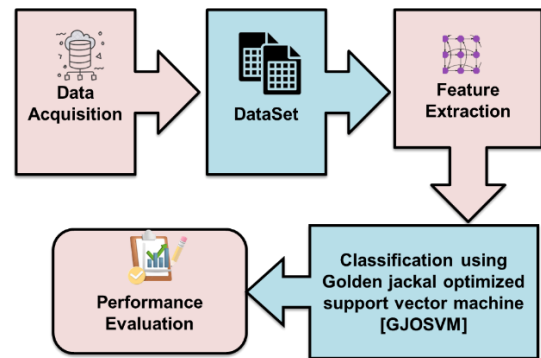 Data
Acquisition
DataSet
Feature
Extraction
Classification using
Golden jackal optimized
support vector machine
[GJOSVM]
Performance
Evaluation